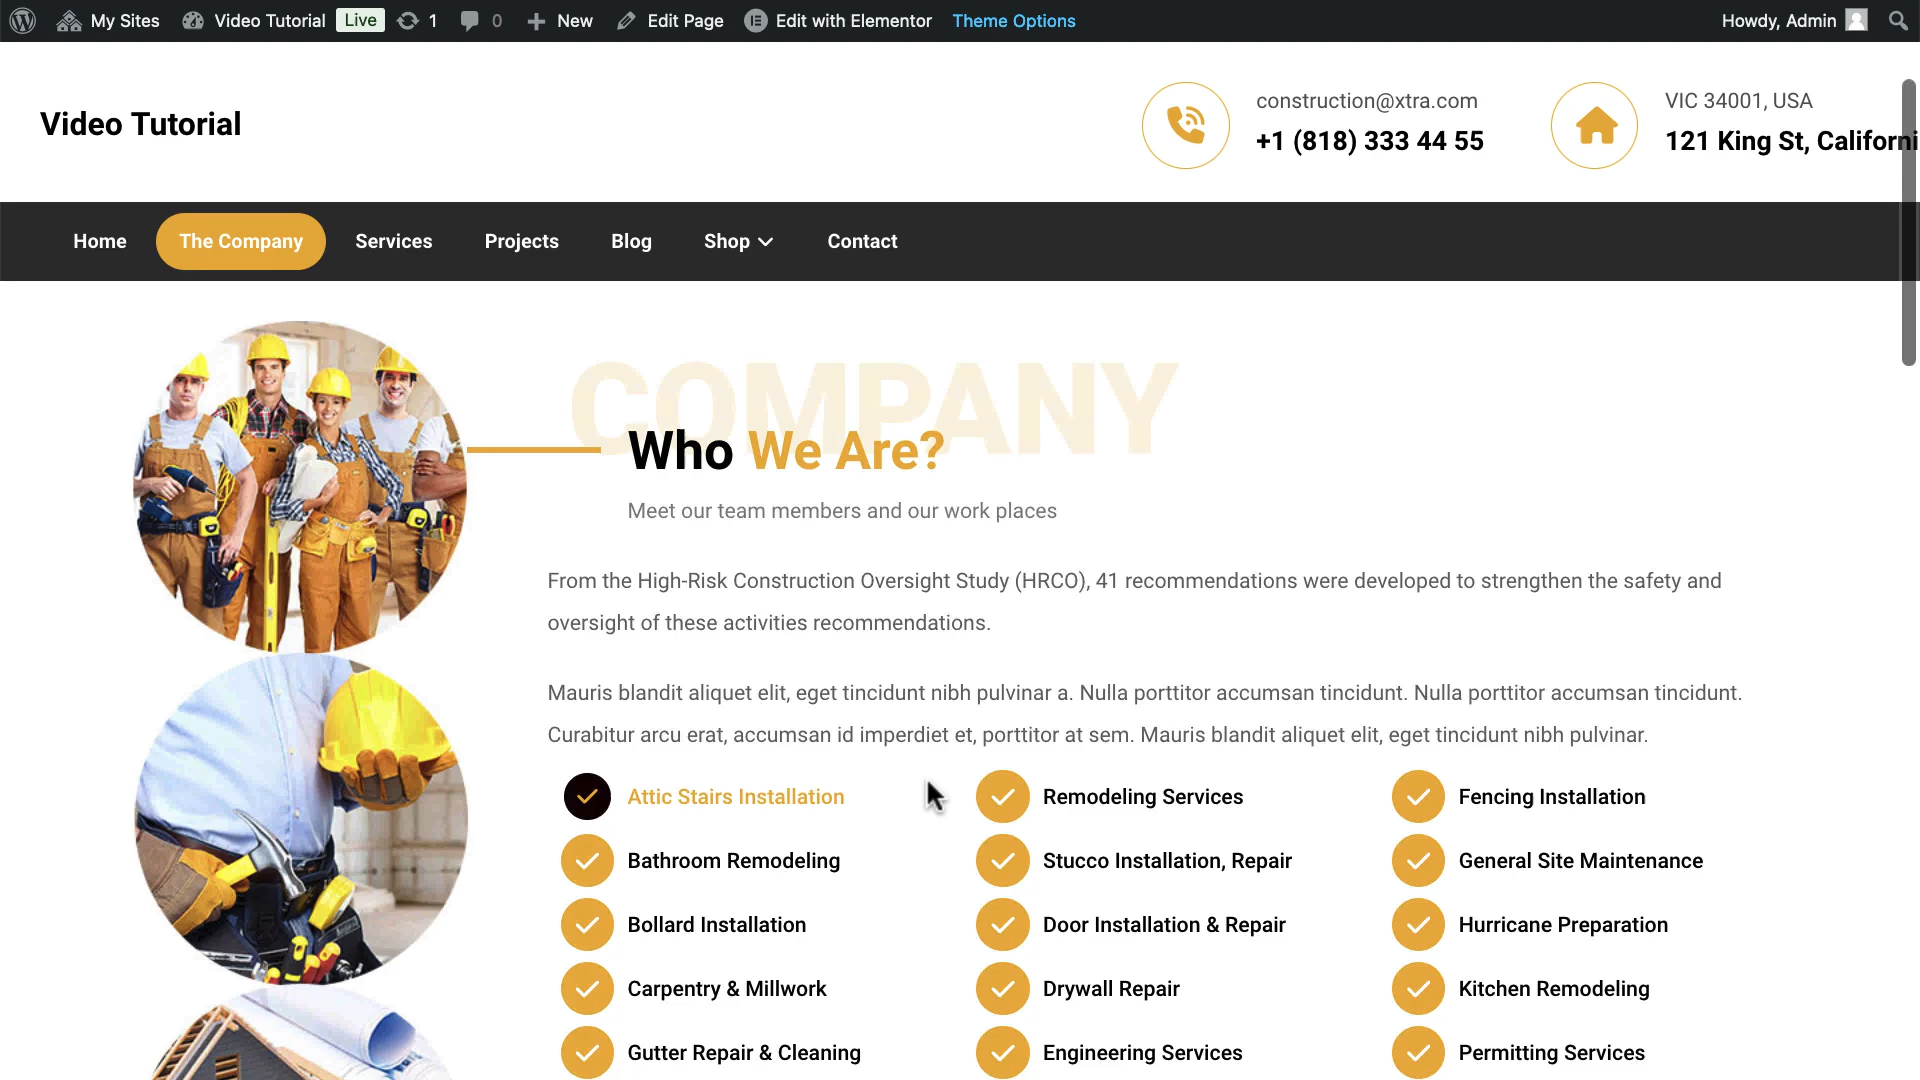 My Sites Video Tutorial Live 1 0 New Edit Page Edit with Elementor Theme Options Howdy, Admin
Video Tutorial
construction@xtra.com
+1 (818) 333 44 55
VIC 34001, USA
121 King St, Californi
Home The Company Services Projects Blog Shop Contact
COMPANY
Who We Are?
Meet our team members and our work places
From the High-Risk Construction Oversight Study (HRCO), 41 recommendations were developed to strengthen the safety and
oversight of these activities recommendations.
Mauris blandit aliquet elit, eget tincidunt nibh pulvinar a. Nulla porttitor accumsan tincidunt. Nulla porttitor accumsan tincidunt.
Curabitur arcu erat, accumsan id imperdiet et, porttitor at sem. Mauris blandit aliquet elit, eget tincidunt nibh pulvinar.
Attic Stairs Installation Remodeling Services Fencing Installation
Bathroom Remodeling Stucco Installation, Repair General Site Maintenance
Bollard Installation Door Installation & Repair Hurricane Preparation
Carpentry & Millwork Drywall Repair Kitchen Remodeling
Gutter Repair & Cleaning Engineering Services Permitting Services